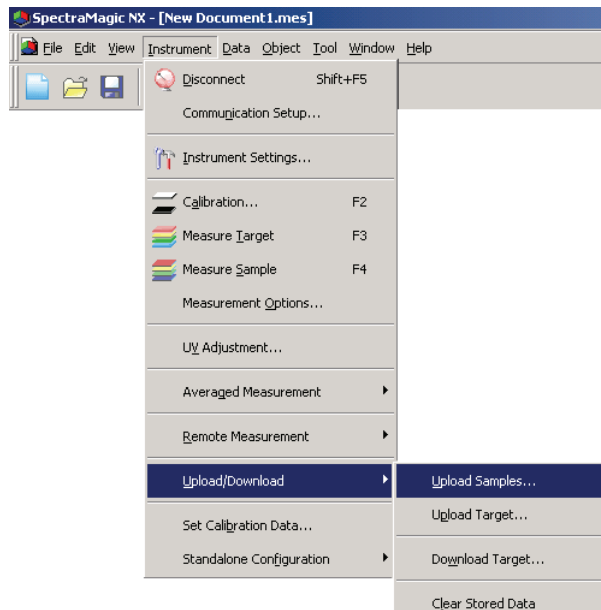 SpectraMagic NX - [New Document1.mes]
File Edit View Instrument Data Object Tool Window Help
Disconnect Shift+F5
Communication Setup...
Instrument Settings...
Calibration... F2
Measure Target F3
Measure Sample F4
Measurement Options...
UV Adjustment...
Averaged Measurement
Remote Measurement
Upload/Download
Upload Samples...
Upload Target...
Download Target...
Clear Stored Data
Set Calibration Data...
Standalone Configuration